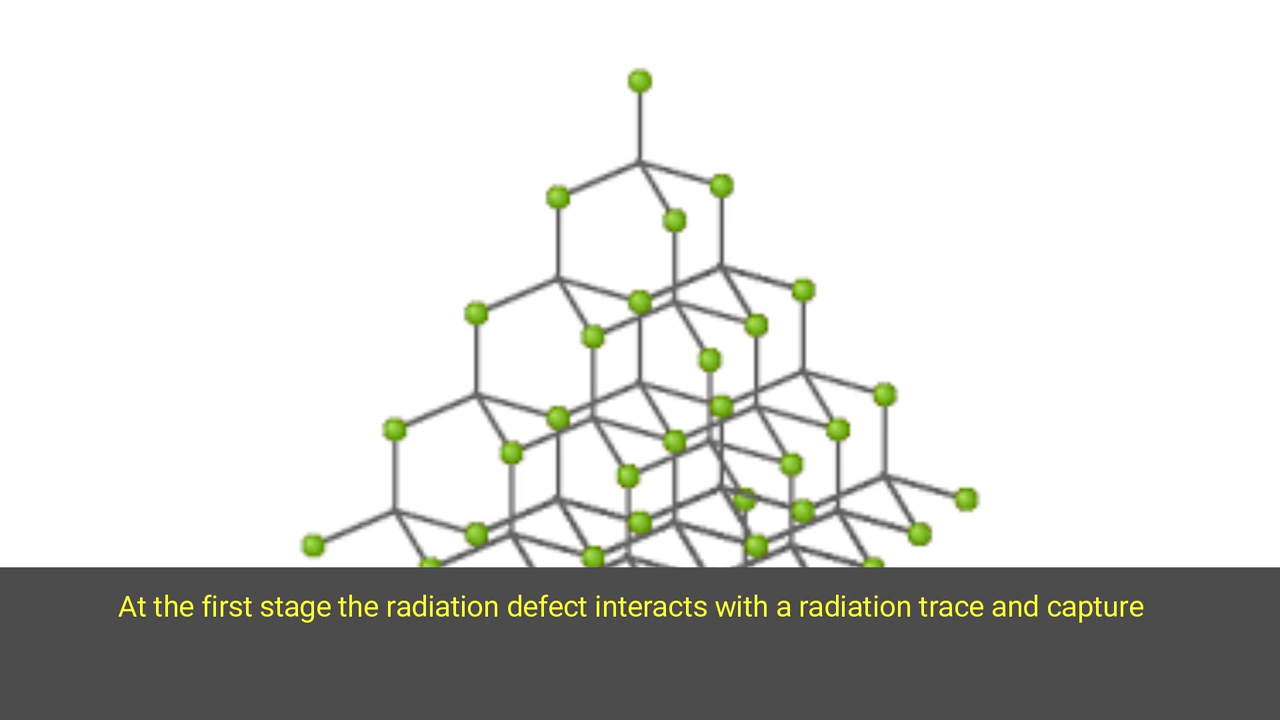 At the first stage the radiation defect interacts with a radiation trace and capture